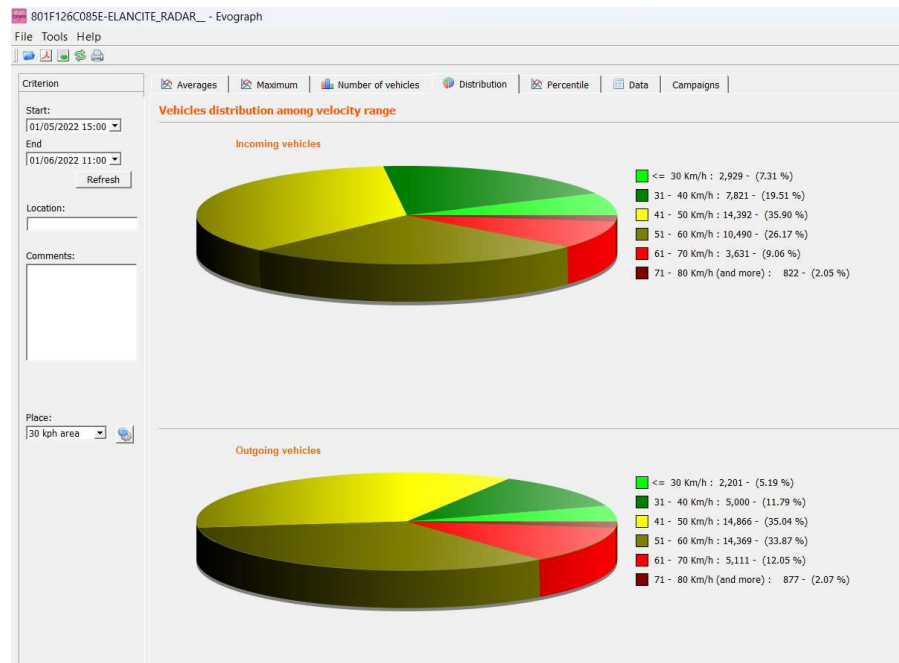 801F126C085E-ELANCITE_RADAR__ - Evograph
File Tools Help
Criterion
Averages Maximum Number of vehicles Distribution Percentile Data Campaigns
Start:
01/05/2022 15:00
End
01/06/2022 11:00
Refresh
Location:
Comments:
Place:
30 kph area
Vehicles distribution among velocity range
Incoming vehicles
<= 30 Km/h : 2,929 - (7.31 %)
31 - 40 Km/h : 7,821 - (19.51 %)
41 - 50 Km/h : 14,392 - (35.90 %)
51 - 60 Km/h : 10,490 - (26.17 %)
61 - 70 Km/h : 3,631 - (9.06 %)
71 - 80 Km/h (and more) : 822 - (2.05 %)
Outgoing vehicles
<= 30 Km/h : 2,201 - (5.19 %)
31 - 40 Km/h : 5,000 - (11.79 %)
41 - 50 Km/h : 14,866 - (35.04 %)
51 - 60 Km/h : 14,369 - (33.87 %)
61 - 70 Km/h : 5,111 - (12.05 %)
71 - 80 Km/h (and more) : 877 - (2.07 %)